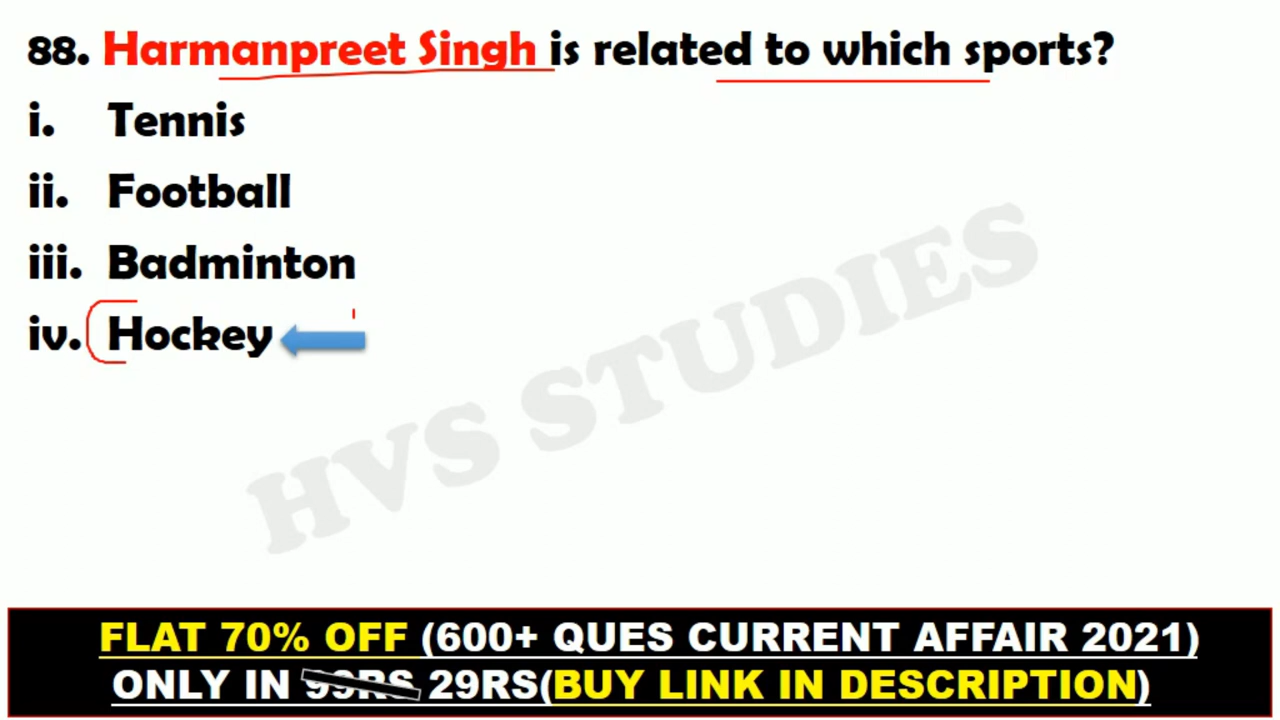 88. Harmanpreet Singh is related to which sports?
i. Tennis
ii. Football
iii. Badminton
iv. Hockey
HVS STUDIES
FLAT 70% OFF (600+ QUES CURRENT AFFAIR 2021)
ONLY IN 99RS 29RS(BUY LINK IN DESCRIPTION)